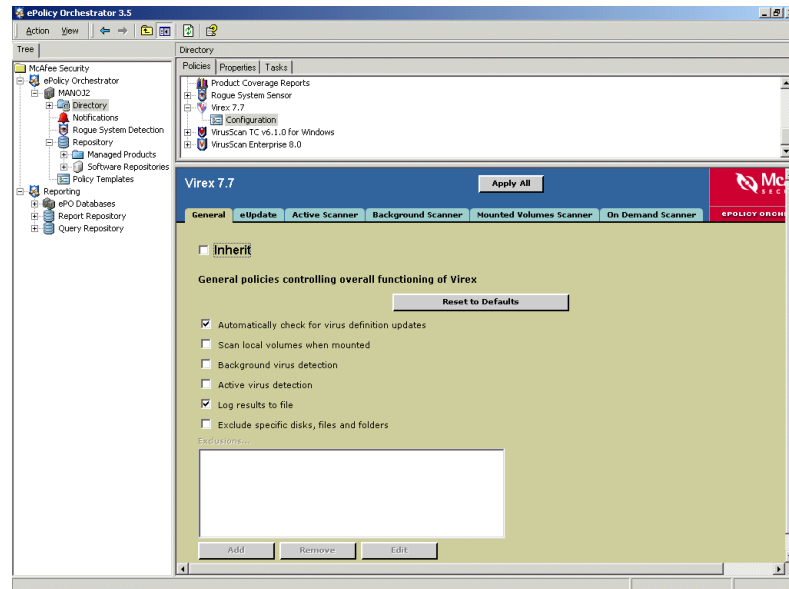 ePolicy Orchestrator 3.5
Action View
Tree
Directory
McAfee Security
ePolicy Orchestrator
MANOJ2
Directory
Notifications
Rogue System Detection
Repository
Managed Products
Software Repositories
Policy Templates
Reporting
ePO Databases
Report Repository
Query Repository
Policies Properties Tasks
Product Coverage Reports
Rogue System Sensor
Virex 7.7
Configuration
VirusScan TC v6.1.0 for Windows
VirusScan Enterprise 8.0
Virex 7.7
Apply All
Mc
SEC
General eUpdate Active Scanner Background Scanner Mounted Volumes Scanner On Demand Scanner
ePOLICY ORCH
Inherit
General policies controlling overall functioning of Virex
Reset to Defaults
Automatically check for virus definition updates
Scan local volumes when mounted
Background virus detection
Active virus detection
Log results to file
Exclude specific disks, files and folders
Exclusions...
Add Remove Edit